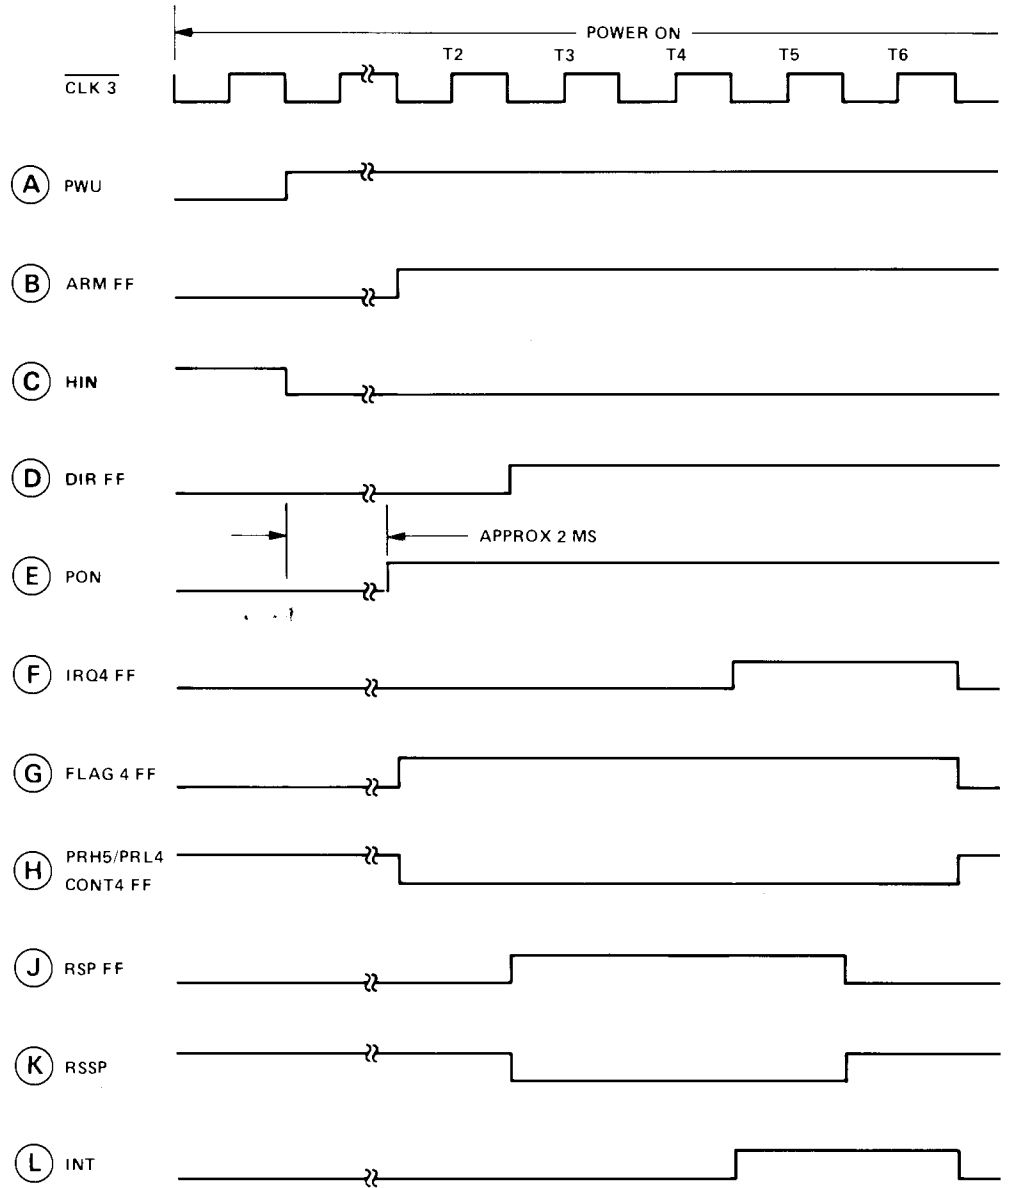 POWER ON
T2 T3 T4 T5 T6
CLK 3
A PWU
B ARM FF
C HIN
D DIR FF
APPROX 2 MS
E PON
F IRQ4 FF
G FLAG 4 FF
H PRH5/PRL4
CONT4 FF
J RSP FF
K RSSP
L INT